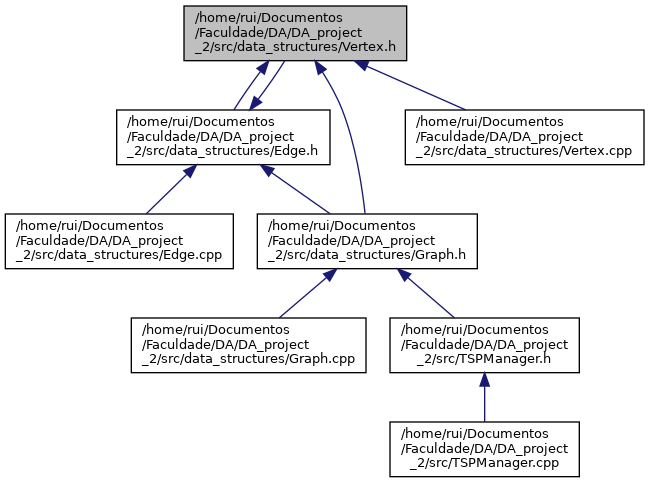 /home/rui/Documentos
/Faculdade/DA/DA_project
_2/src/data_structures/Vertex.h
/home/rui/Documentos
/Faculdade/DA/DA_project
_2/src/data_structures/Edge.h
/home/rui/Documentos
/Faculdade/DA/DA_project
_2/src/data_structures/Vertex.cpp
/home/rui/Documentos
/Faculdade/DA/DA_project
_2/src/data_structures/Edge.cpp
/home/rui/Documentos
/Faculdade/DA/DA_project
_2/src/data_structures/Graph.h
/home/rui/Documentos
/Faculdade/DA/DA_project
_2/src/data_structures/Graph.cpp
/home/rui/Documentos
/Faculdade/DA/DA_project
_2/src/TSPManager.h
/home/rui/Documentos
/Faculdade/DA/DA_project
_2/src/TSPManager.cpp